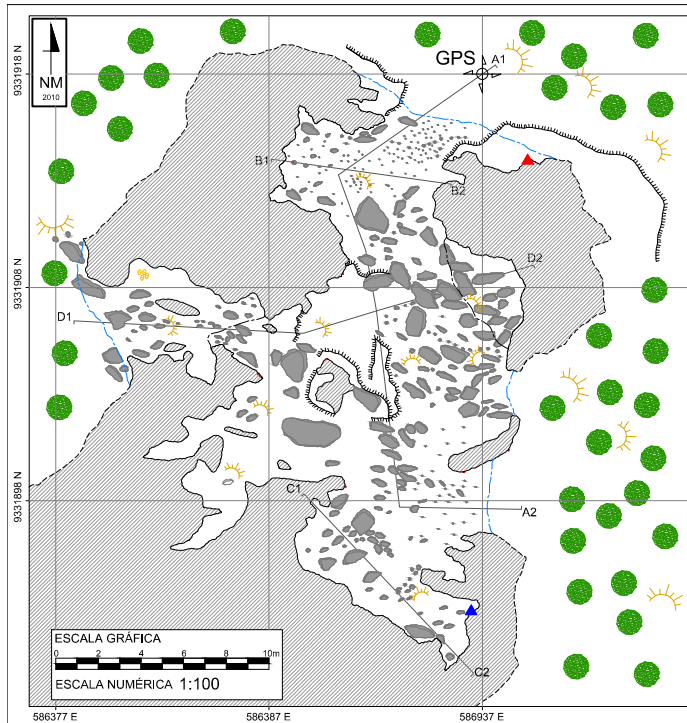 9331918 N
NM
2010
GPS
A1
B1
B2
9331908 N
D2
D1
9331898 N
C1
A2
C2
ESCALA GRÁFICA
0 2 4 6 8 10m
ESCALA NUMÉRICA 1:100
586377 E 586387 E 586937 E